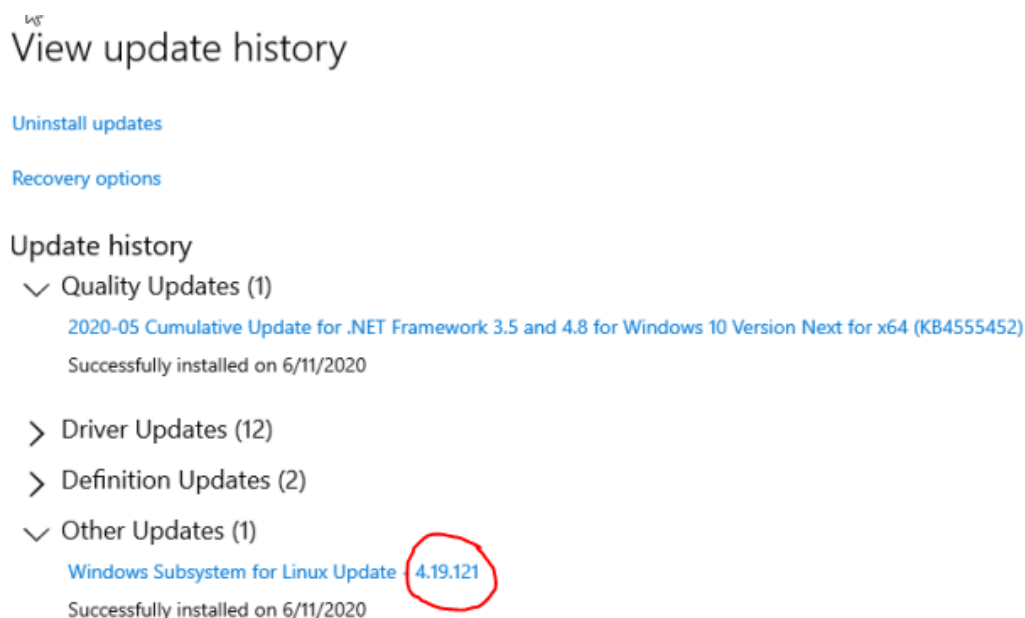 View update history
Uninstall updates
Recovery options
Update history
Quality Updates (1)
2020-05 Cumulative Update for .NET Framework 3.5 and 4.8 for Windows 10 Version Next for x64 (KB4555452)
Successfully installed on 6/11/2020
Driver Updates (12)
Definition Updates (2)
Other Updates (1)
Windows Subsystem for Linux Update - 4.19.121
Successfully installed on 6/11/2020